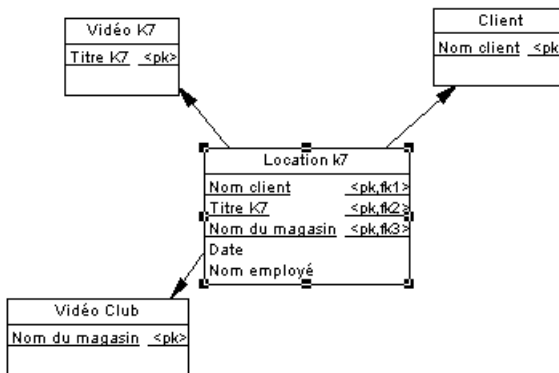 Vidéo K7
Titre K7 <pk>
Client
Nom client <pk
Location k7
Nom client <pk,fk1>
Titre K7 <pk,fk2>
Nom du magasin <pk,fk3>
Date
Nom employé
Vidéo Club
Nom du magasin <pk>